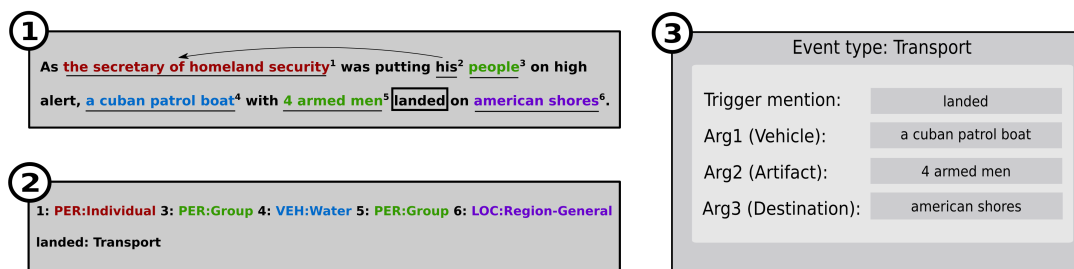 1
As the secretary of homeland security1 was putting his2 people3 on high
alert, a cuban patrol boat4 with 4 armed men5 landed on american shores6.
2
1: PER:Individual 3: PER:Group 4: VEH:Water 5: PER:Group 6: LOC:Region-General
landed: Transport
3
Event type: Transport
Trigger mention: landed
Arg1 (Vehicle): a cuban patrol boat
Arg2 (Artifact): 4 armed men
Arg3 (Destination): american shores